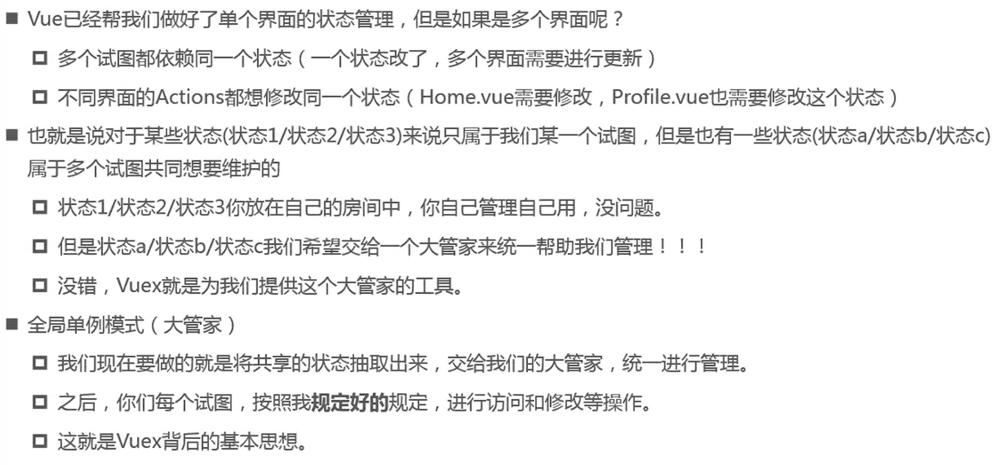 Vue已经帮我们做好了单个界面的状态管理，但是如果是多个界面呢？
多个试图都依赖同一个状态（一个状态改了，多个界面需要进行更新）
不同界面的Actions都想修改同一个状态（Home.vue需要修改，Profile.vue也需要修改这个状态）
也就是说对于某些状态(状态1/状态2/状态3)来说只属于我们某一个试图，但是也有一些状态(状态a/状态b/状态c)
属于多个试图共同想要维护的
状态1/状态2/状态3你放在自己的房间中，你自己管理自己用，没问题。
但是状态a/状态b/状态c我们希望交给一个大管家来统一帮助我们管理！！！
没错，Vuex就是为我们提供这个大管家的工具。
全局单例模式（大管家）
我们现在要做的就是将共享的状态抽取出来，交给我们的大管家，统一进行管理。
之后，你们每个试图，按照我规定好的规定，进行访问和修改等操作。
这就是Vuex背后的基本思想。